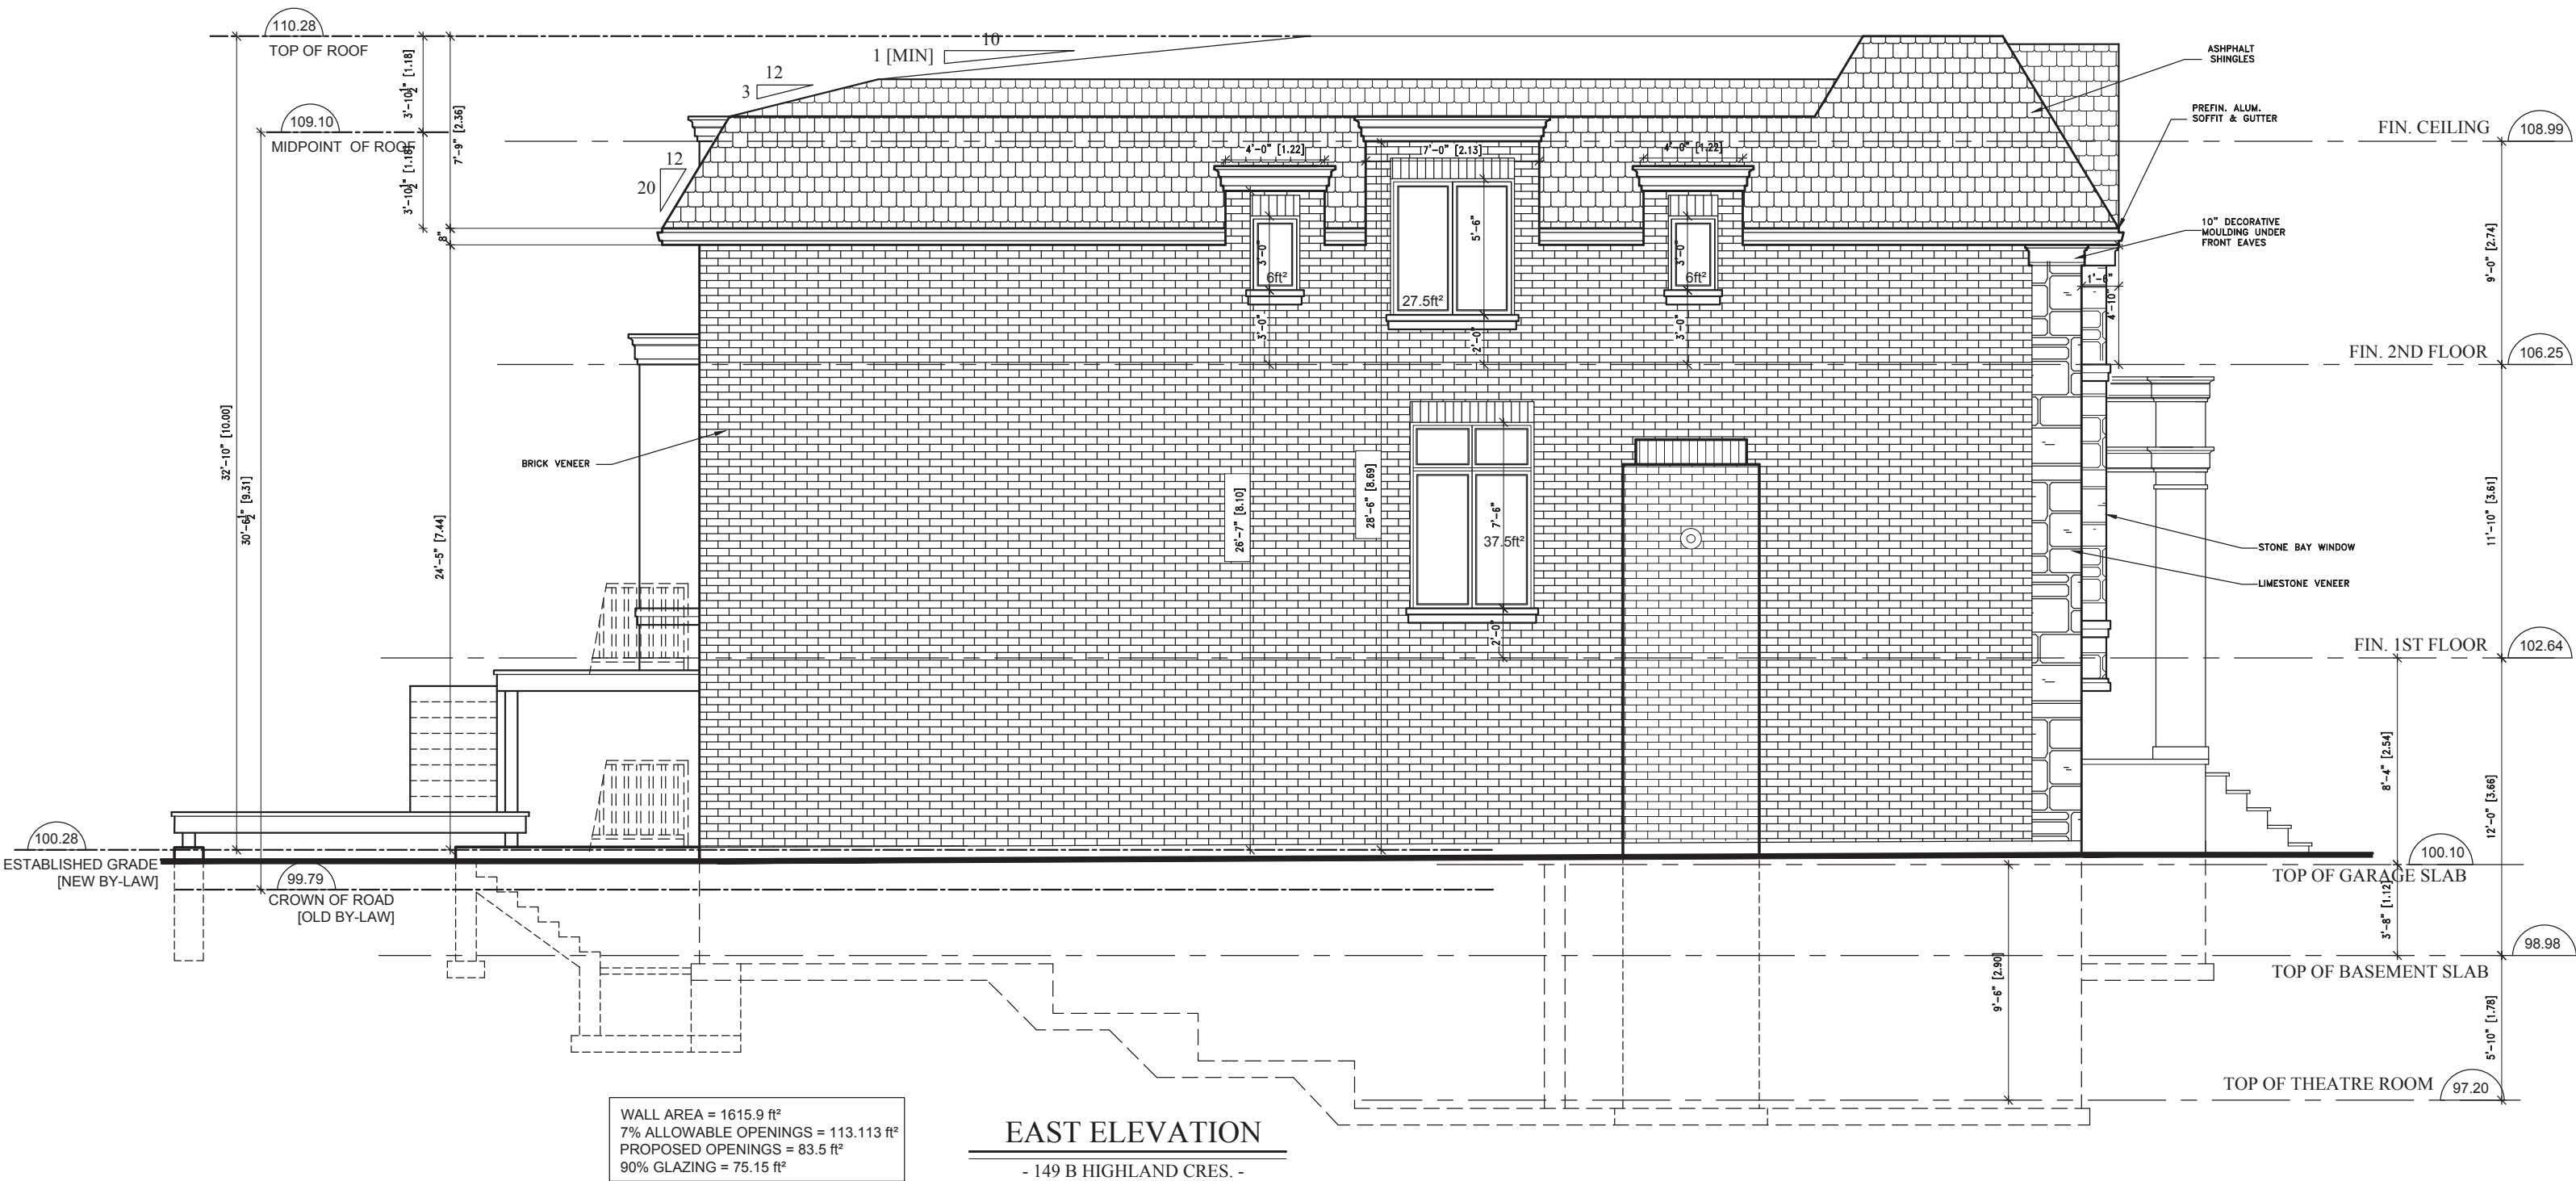 110.28
TOP OF ROOF
109.10
MIDPOINT OF ROOF
3'-10½" [1.18]
3'-10½" [1.18]
7'-9" [2.36]
8"
32'-10" [10.00]
30'-6½" [9.31]
24'-5" [7.44]
1 [MIN]
10
12
3
12
20
4'-0" [1.22]
7'-0" [2.13]
4'-0" [1.22]
3'-0"
6ft²
3'-0"
5'-6"
27.5ft²
2'-0"
3'-0"
6ft²
3'-0"
26'-7" [8.10]
28'-6" [8.69]
7'-6"
37.5ft²
2'-0"
BRICK VENEER
ASHPHALT
SHINGLES
PREFIN. ALUM.
SOFFIT & GUTTER
10" DECORATIVE
MOULDING UNDER
FRONT EAVES
1'-6"
4'-10"
STONE BAY WINDOW
LIMESTONE VENEER
FIN. CEILING 108.99
9'-0" [2.74]
FIN. 2ND FLOOR 106.25
11'-10" [3.61]
FIN. 1ST FLOOR 102.64
8'-4" [2.54]
12'-0" [3.66]
100.10
TOP OF GARAGE SLAB
3'-8" [1.12]
98.98
TOP OF BASEMENT SLAB
9'-6" [2.90]
5'-10" [1.78]
TOP OF THEATRE ROOM 97.20
100.28
ESTABLISHED GRADE
[NEW BY-LAW]
99.79
CROWN OF ROAD
[OLD BY-LAW]
WALL AREA = 1615.9 ft²
7% ALLOWABLE OPENINGS = 113.113 ft²
PROPOSED OPENINGS = 83.5 ft²
90% GLAZING = 75.15 ft²
EAST ELEVATION
- 149 B HIGHLAND CRES. -